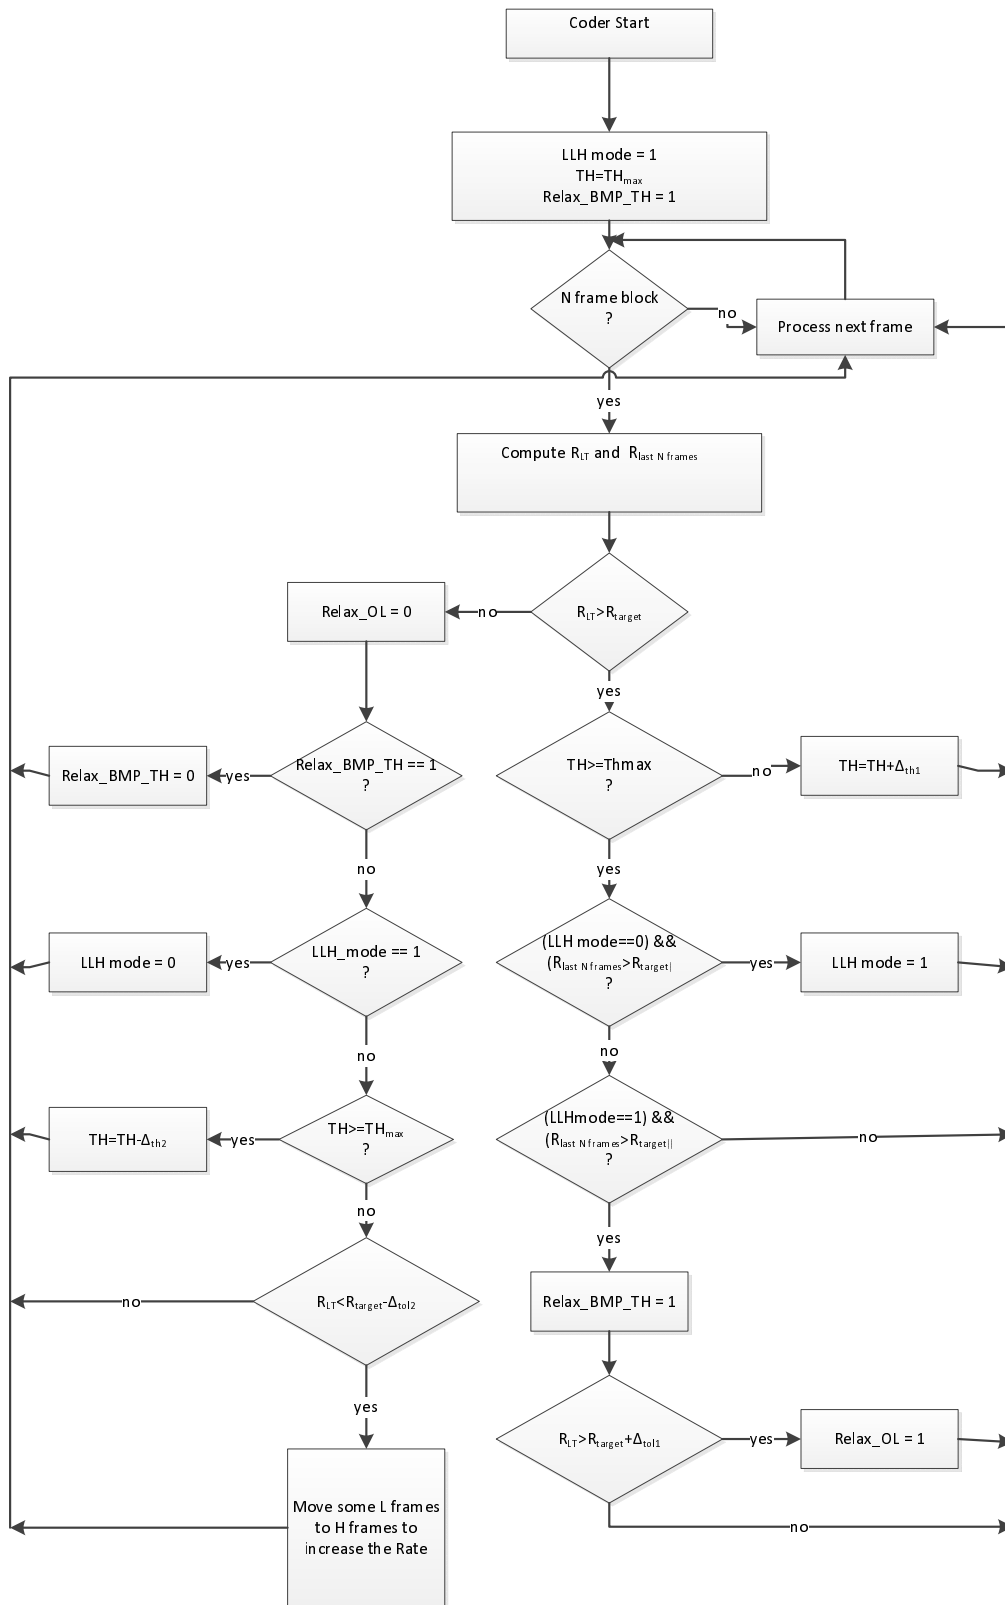 Coder Start
LLH mode = 1
TH=THmax
Relax_BMP_TH = 1
N frame block
?
no
Process next frame
yes
Compute RLT and Rlast N frames
RLT>Rtarget
no
Relax_OL = 0
yes
Relax_BMP_TH == 1
?
yes
Relax_BMP_TH = 0
TH>=Thmax
?
no
TH=TH+Δth1
no
yes
LLH_mode == 1
?
yes
LLH mode = 0
(LLH mode==0) &&
(Rlast N frames>Rtarget|
?
yes
LLH mode = 1
no
no
TH>=THmax
?
yes
TH=TH-Δth2
(LLHmode==1) &&
(Rlast N frames>Rtarget||
?
no
no
yes
RLT<Rtarget-Δtol2
no
Relax_BMP_TH = 1
yes
RLT>Rtarget+Δtol1
yes
Relax_OL = 1
Move some L frames
to H frames to
increase the Rate
no